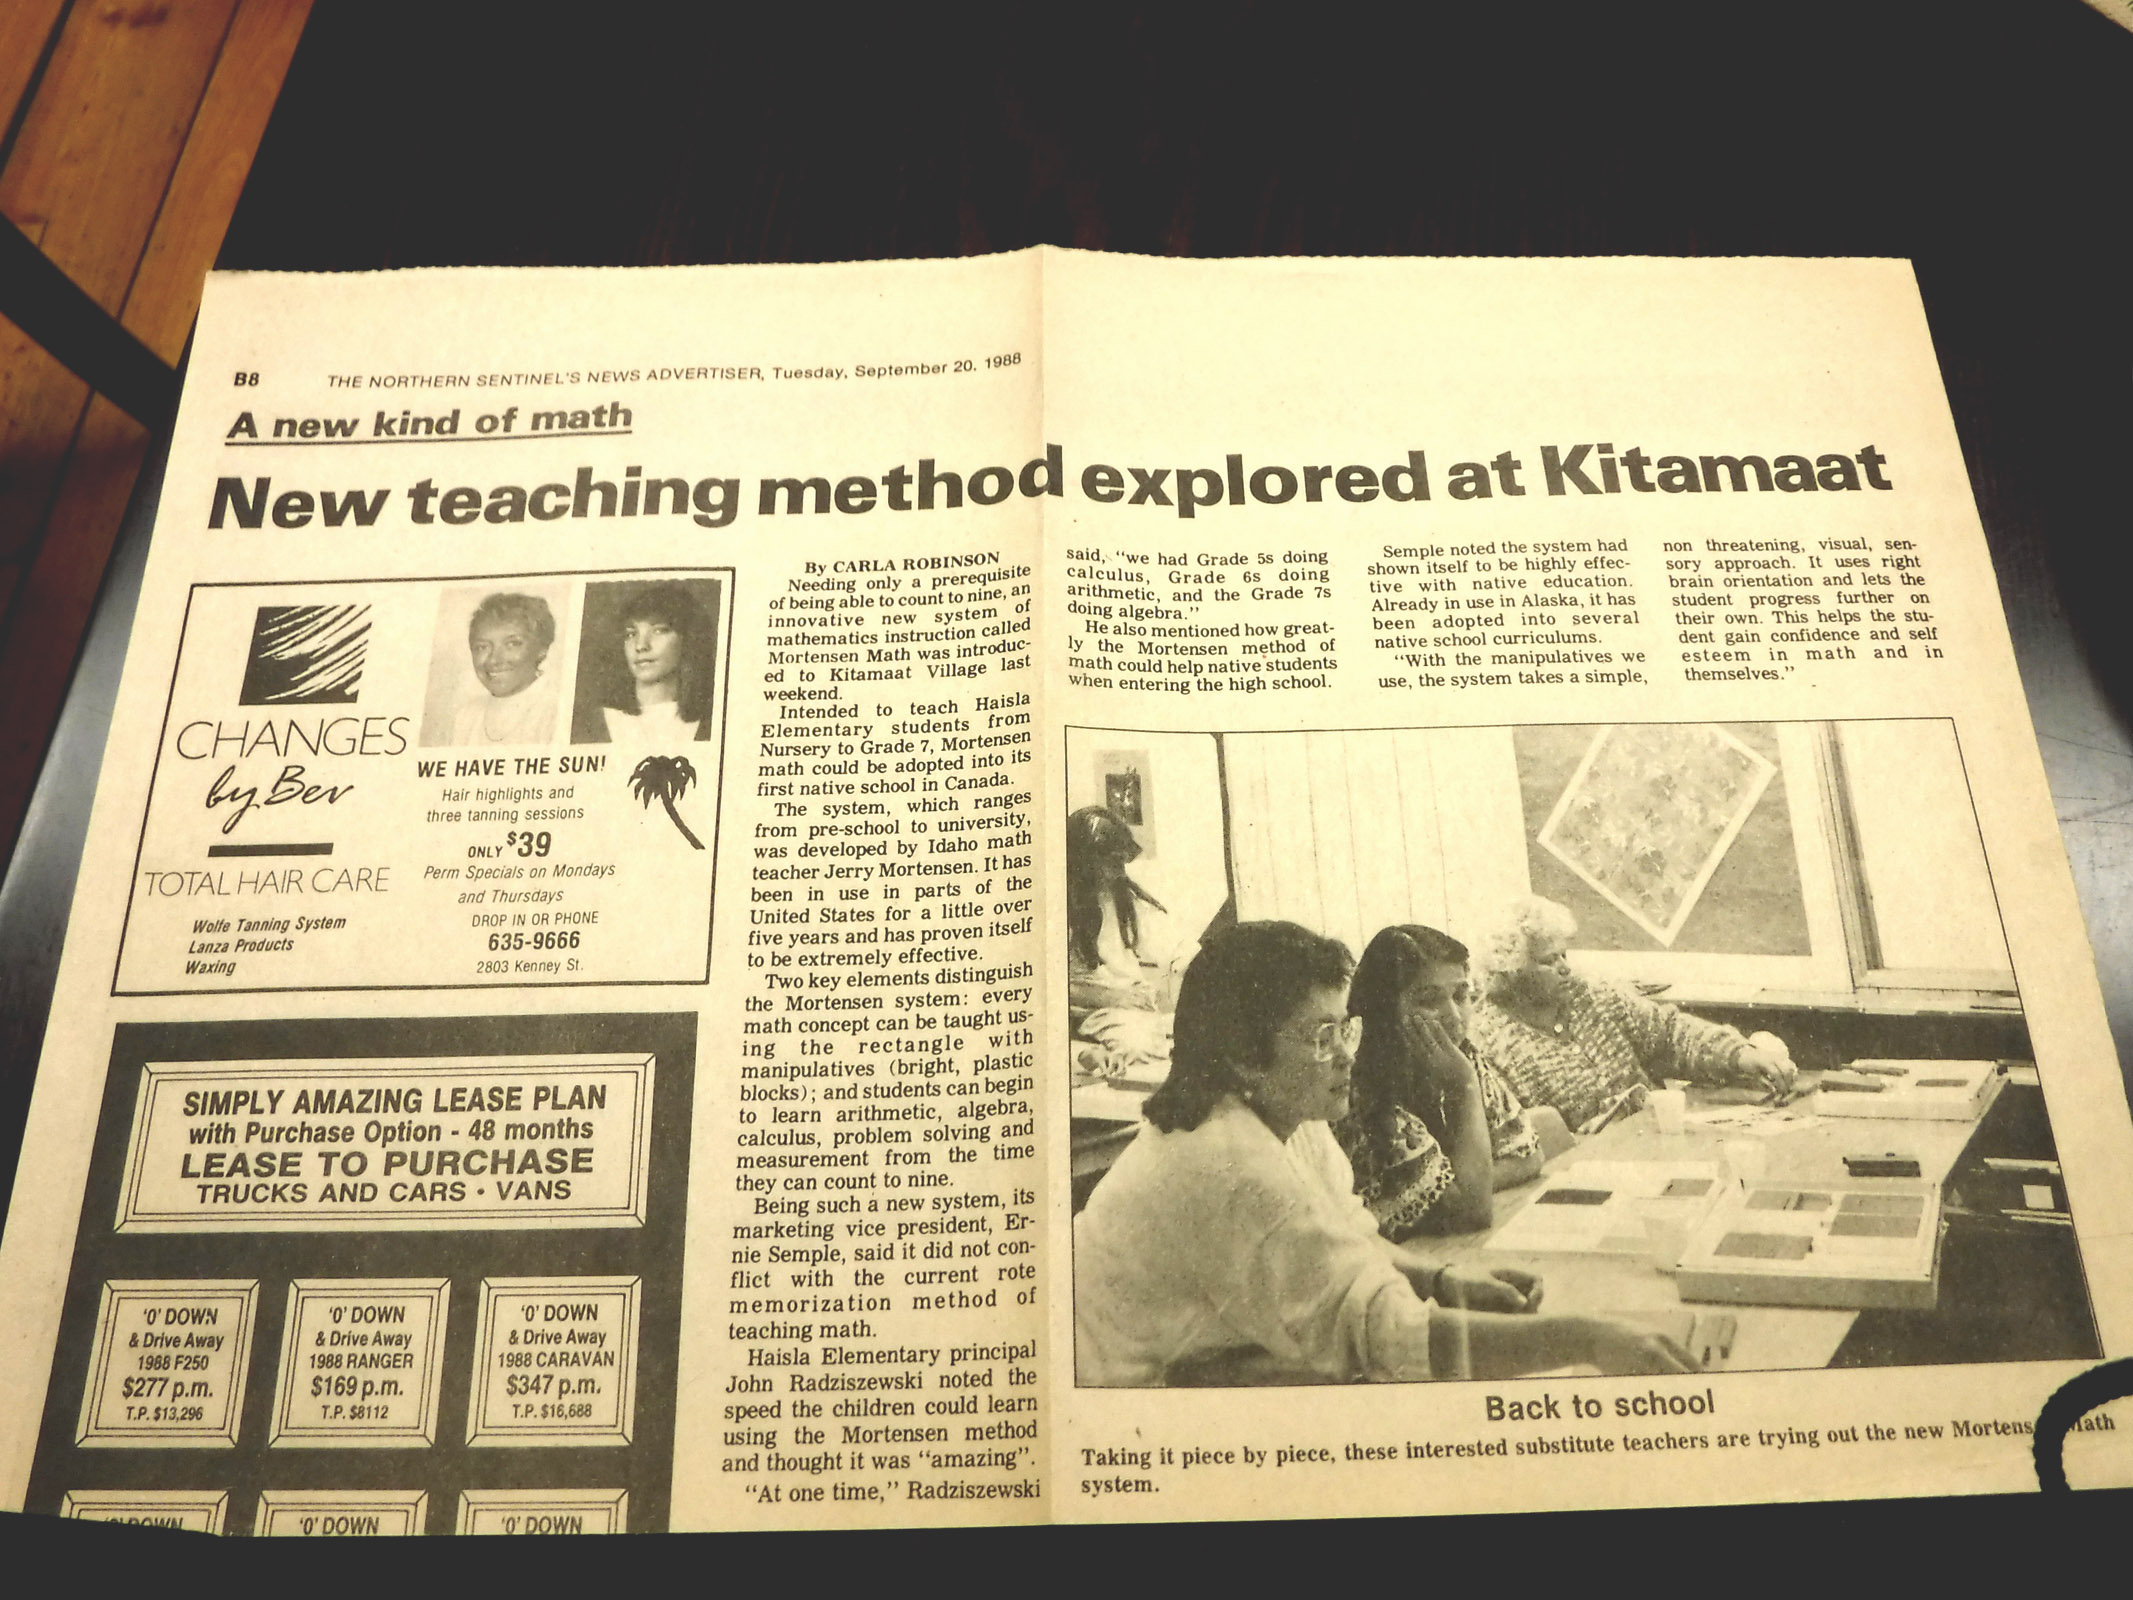 B8
THE NORTHERN SENTINEL'S NEWS ADVERTISER, Tuesday, September 20, 1988
A new kind of math
New teaching method explored at Kitamaat
CHANGES
by Bev
TOTAL HAIR CARE
Wolfe Tanning System
Lanza Products
Waxing
WE HAVE THE SUN!
Hair highlights and
three tanning sessions
ONLY $39
Perm Specials on Mondays
and Thursdays
DROP IN OR PHONE
635-9666
2803 Kenney St.
SIMPLY AMAZING LEASE PLAN
with Purchase Option - 48 months
LEASE TO PURCHASE
TRUCKS AND CARS • VANS
'0' DOWN
& Drive Away
1988 F250
$277 p.m.
T.P. $13,296
'0' DOWN
& Drive Away
1988 RANGER
$169 p.m.
T.P. $8112
'0' DOWN
& Drive Away
1988 CARAVAN
$347 p.m.
T.P. $16,688
'0' DOWN
'0' DOWN
'0' DOWN
By CARLA ROBINSON
Needing only a prerequisite
of being able to count to nine, an
innovative new system of
mathematics instruction called
Mortensen Math was introduc-
ed to Kitamaat Village last
weekend.
Intended to teach Haisla
Elementary students from
Nursery to Grade 7, Mortensen
math could be adopted into its
first native school in Canada.
The system, which ranges
from pre-school to university,
was developed by Idaho math
teacher Jerry Mortensen. It has
been in use in parts of the
United States for a little over
five years and has proven itself
to be extremely effective.
Two key elements distinguish
the Mortensen system: every
math concept can be taught us-
ing the rectangle with
manipulatives (bright, plastic
blocks); and students can begin
to learn arithmetic, algebra,
calculus, problem solving and
measurement from the time
they can count to nine.
Being such a new system, its
marketing vice president, Er-
nie Semple, said it did not con-
flict with the current rote
memorization method of
teaching math.
Haisla Elementary principal
John Radziszewski noted the
speed the children could learn
using the Mortensen method
and thought it was "amazing".
"At one time," Radziszewski
said, "we had Grade 5s doing
calculus, Grade 6s doing
arithmetic, and the Grade 7s
doing algebra."
He also mentioned how great-
ly the Mortensen method of
math could help native students
when entering the high school.
Semple noted the system had
shown itself to be highly effec-
tive with native education.
Already in use in Alaska, it has
been adopted into several
native school curriculums.
"With the manipulatives we
use, the system takes a simple,
non threatening, visual, sen-
sory approach. It uses right
brain orientation and lets the
student progress further on
their own. This helps the stu-
dent gain confidence and self
esteem in math and in
themselves."
Back to school
Taking it piece by piece, these interested substitute teachers are trying out the new Mortens Math
system.